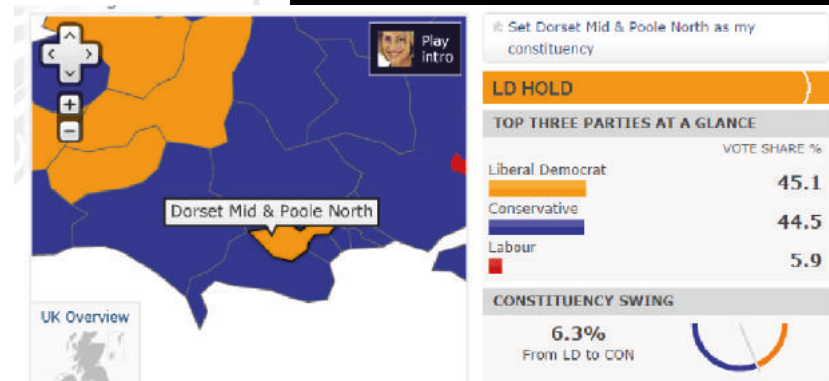 Play
intro
Dorset Mid & Poole North
UK Overview
Set Dorset Mid & Poole North as my
constituency
LD HOLD
TOP THREE PARTIES AT A GLANCE
VOTE SHARE %
Liberal Democrat
45.1
Conservative
44.5
Labour
5.9
CONSTITUENCY SWING
6.3%
From LD to CON